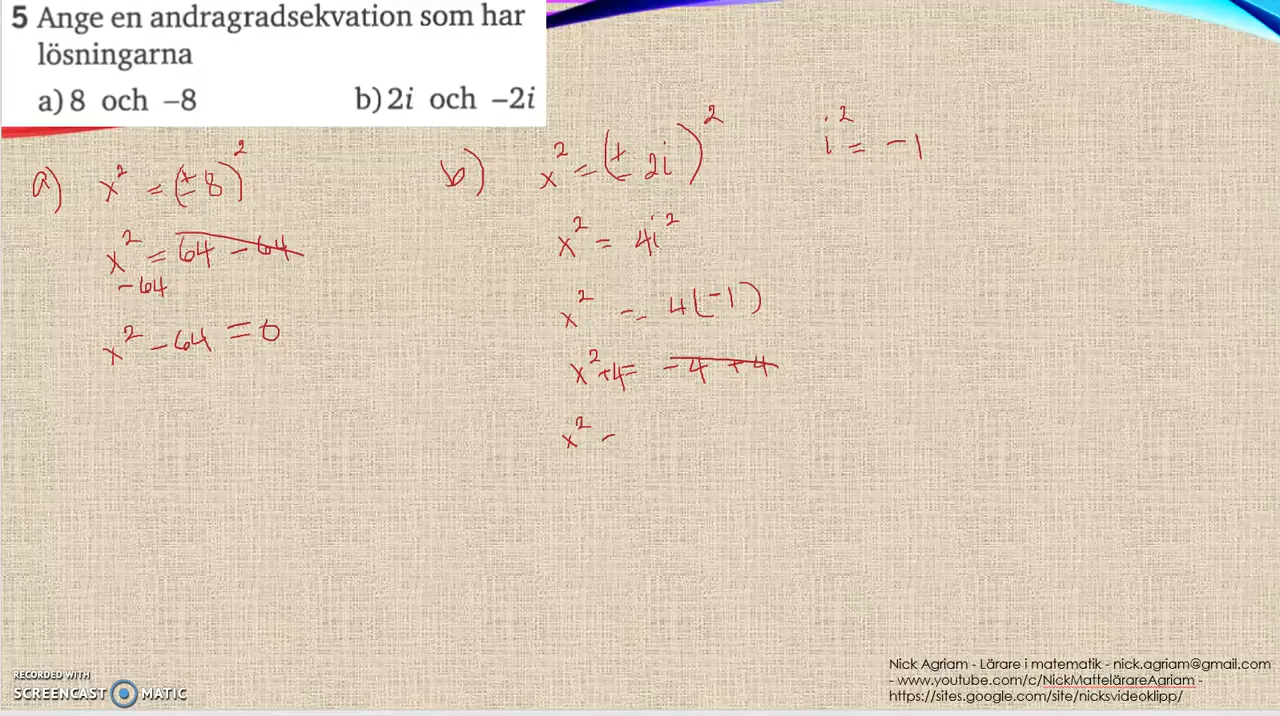 5 Ange en andragradsekvation som har
lösningarna
a) 8 och –8 b) 2i och –2i
a) x² = (± 8)²
x² = 64 – 64
– 64
x² – 64 = 0
b) x² = (± 2i)²
x² = 4i²
x² = 4(–1)
x² + 4 = – 4 + 4
x² –
i² = –1
RECORDED WITH
SCREENCAST MATIC
Nick Agriam - Lärare i matematik - nick.agriam@gmail.com
- www.youtube.com/c/NickMattelärareAgriam -
https://sites.google.com/site/nicksvideoklipp/